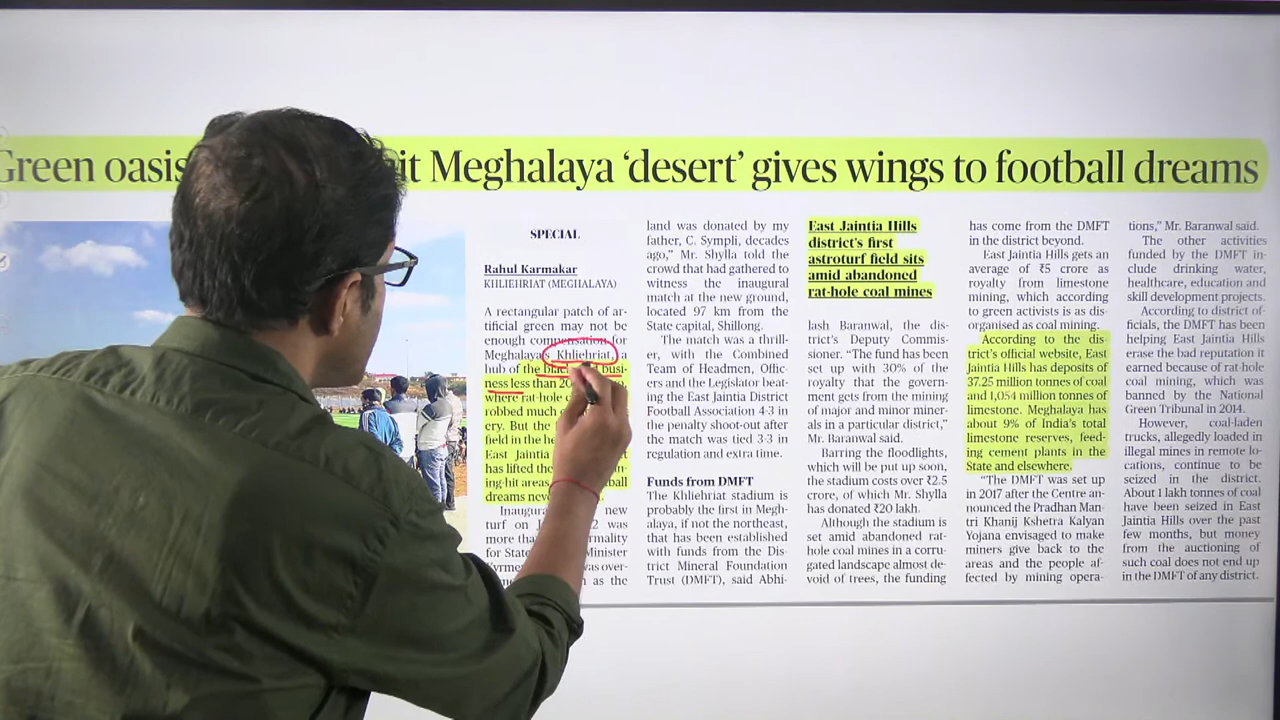 Green oasis it Meghalaya ‘desert’ gives wings to football dreams
SPECIAL
Rahul Karmakar
KHLIEHRIAT (MEGHALAYA)
A rectangular patch of ar-
tificial green may not be
enough compensation for
Meghalaya's Khliehriat, a
hub of the busi-
ness less than
where rat-hole
robbed much
ery. But the
field in the
East Jaintia
has lifted the
ing-hit areas,
dreams
new
turf on was
more than
for State Minister
as the
land was donated by my
father, C. Sympli, decades
ago,” Mr. Shylla told the
crowd that had gathered to
witness the inaugural
match at the new ground,
located 97 km from the
State capital, Shillong.
The match was a thrill-
er, with the Combined
Team of Headmen, Offic-
ers and the Legislator beat-
ing the East Jaintia District
Football Association 4-3 in
the penalty shoot-out after
the match was tied 3-3 in
regulation and extra time.
Funds from DMFT
The Khliehriat stadium is
probably the first in Megh-
alaya, if not the northeast,
that has been established
with funds from the Dis-
trict Mineral Foundation
Trust (DMFT), said Abhi-
East Jaintia Hills
district’s first
astroturf field sits
amid abandoned
rat-hole coal mines
lash Baranwal, the dis-
trict’s Deputy Commis-
sioner. “The fund has been
set up with 30% of the
royalty that the govern-
ment gets from the mining
of major and minor miner-
als in a particular district,”
Mr. Baranwal said.
Barring the floodlights,
which will be put up soon,
the stadium costs over ₹2.5
crore, of which Mr. Shylla
has donated ₹20 lakh.
Although the stadium is
set amid abandoned rat-
hole coal mines in a corru-
gated landscape almost de-
void of trees, the funding
has come from the DMFT
in the district beyond.
East Jaintia Hills gets an
average of ₹5 crore as
royalty from limestone
mining, which according
to green activists is as dis-
organised as coal mining.
According to the dis-
trict’s official website, East
Jaintia Hills has deposits of
37.25 million tonnes of coal
and 1,054 million tonnes of
limestone. Meghalaya has
about 9% of India’s total
limestone reserves, feed-
ing cement plants in the
State and elsewhere.
“The DMFT was set up
in 2017 after the Centre an-
nounced the Pradhan Man-
tri Khanij Kshetra Kalyan
Yojana envisaged to make
miners give back to the
areas and the people af-
fected by mining opera-
tions,” Mr. Baranwal said.
The other activities
funded by the DMFT in-
clude drinking water,
healthcare, education and
skill development projects.
According to district of-
ficials, the DMFT has been
helping East Jaintia Hills
erase the bad reputation
earned because of rat-hole
coal mining, which was
banned by the National
Green Tribunal in 2014.
However, coal-laden
trucks, allegedly loaded in
illegal mines in remote lo-
cations, continue to be
seized in the district.
About 1 lakh tonnes of coal
have been seized in East
Jaintia Hills over the past
few months, but money
from the auctioning of
such coal does not end up
in the DMFT of any district.